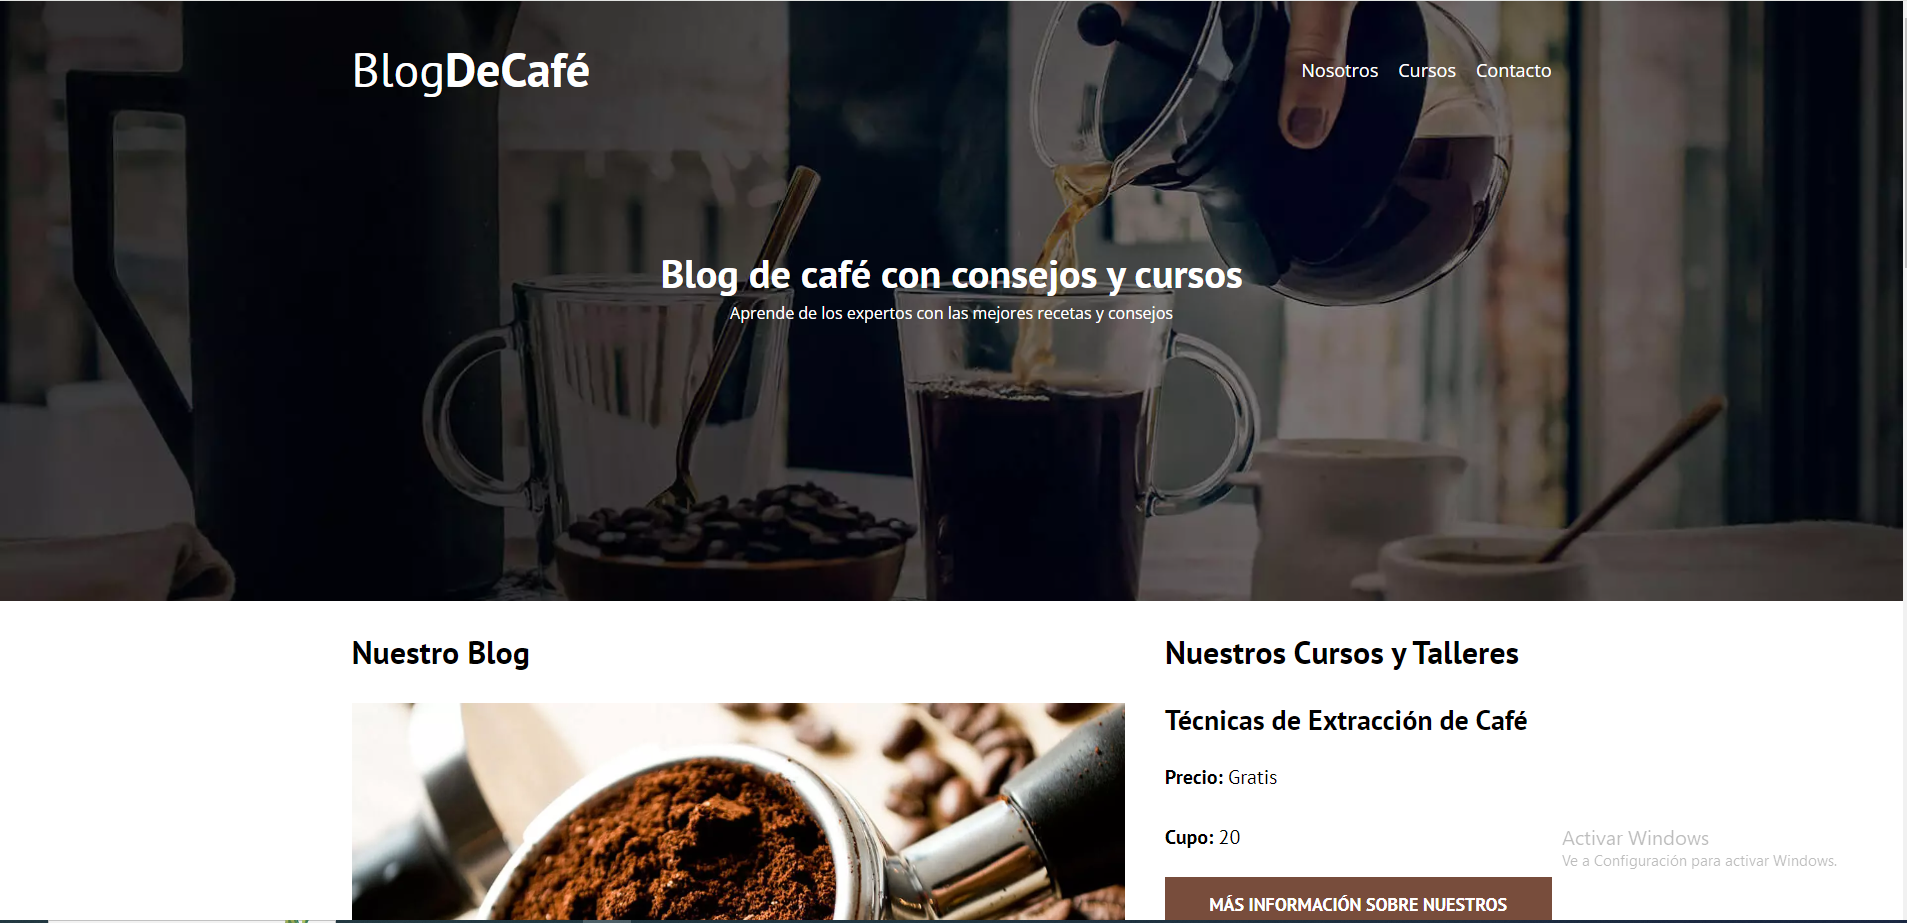 BlogDeCafé
Nosotros Cursos Contacto
Blog de café con consejos y cursos
Aprende de los expertos con las mejores recetas y consejos
Nuestro Blog
Nuestros Cursos y Talleres
Técnicas de Extracción de Café
Precio: Gratis
Cupo: 20
MÁS INFORMACIÓN SOBRE NUESTROS
Activar Windows
Ve a Configuración para activar Windows.